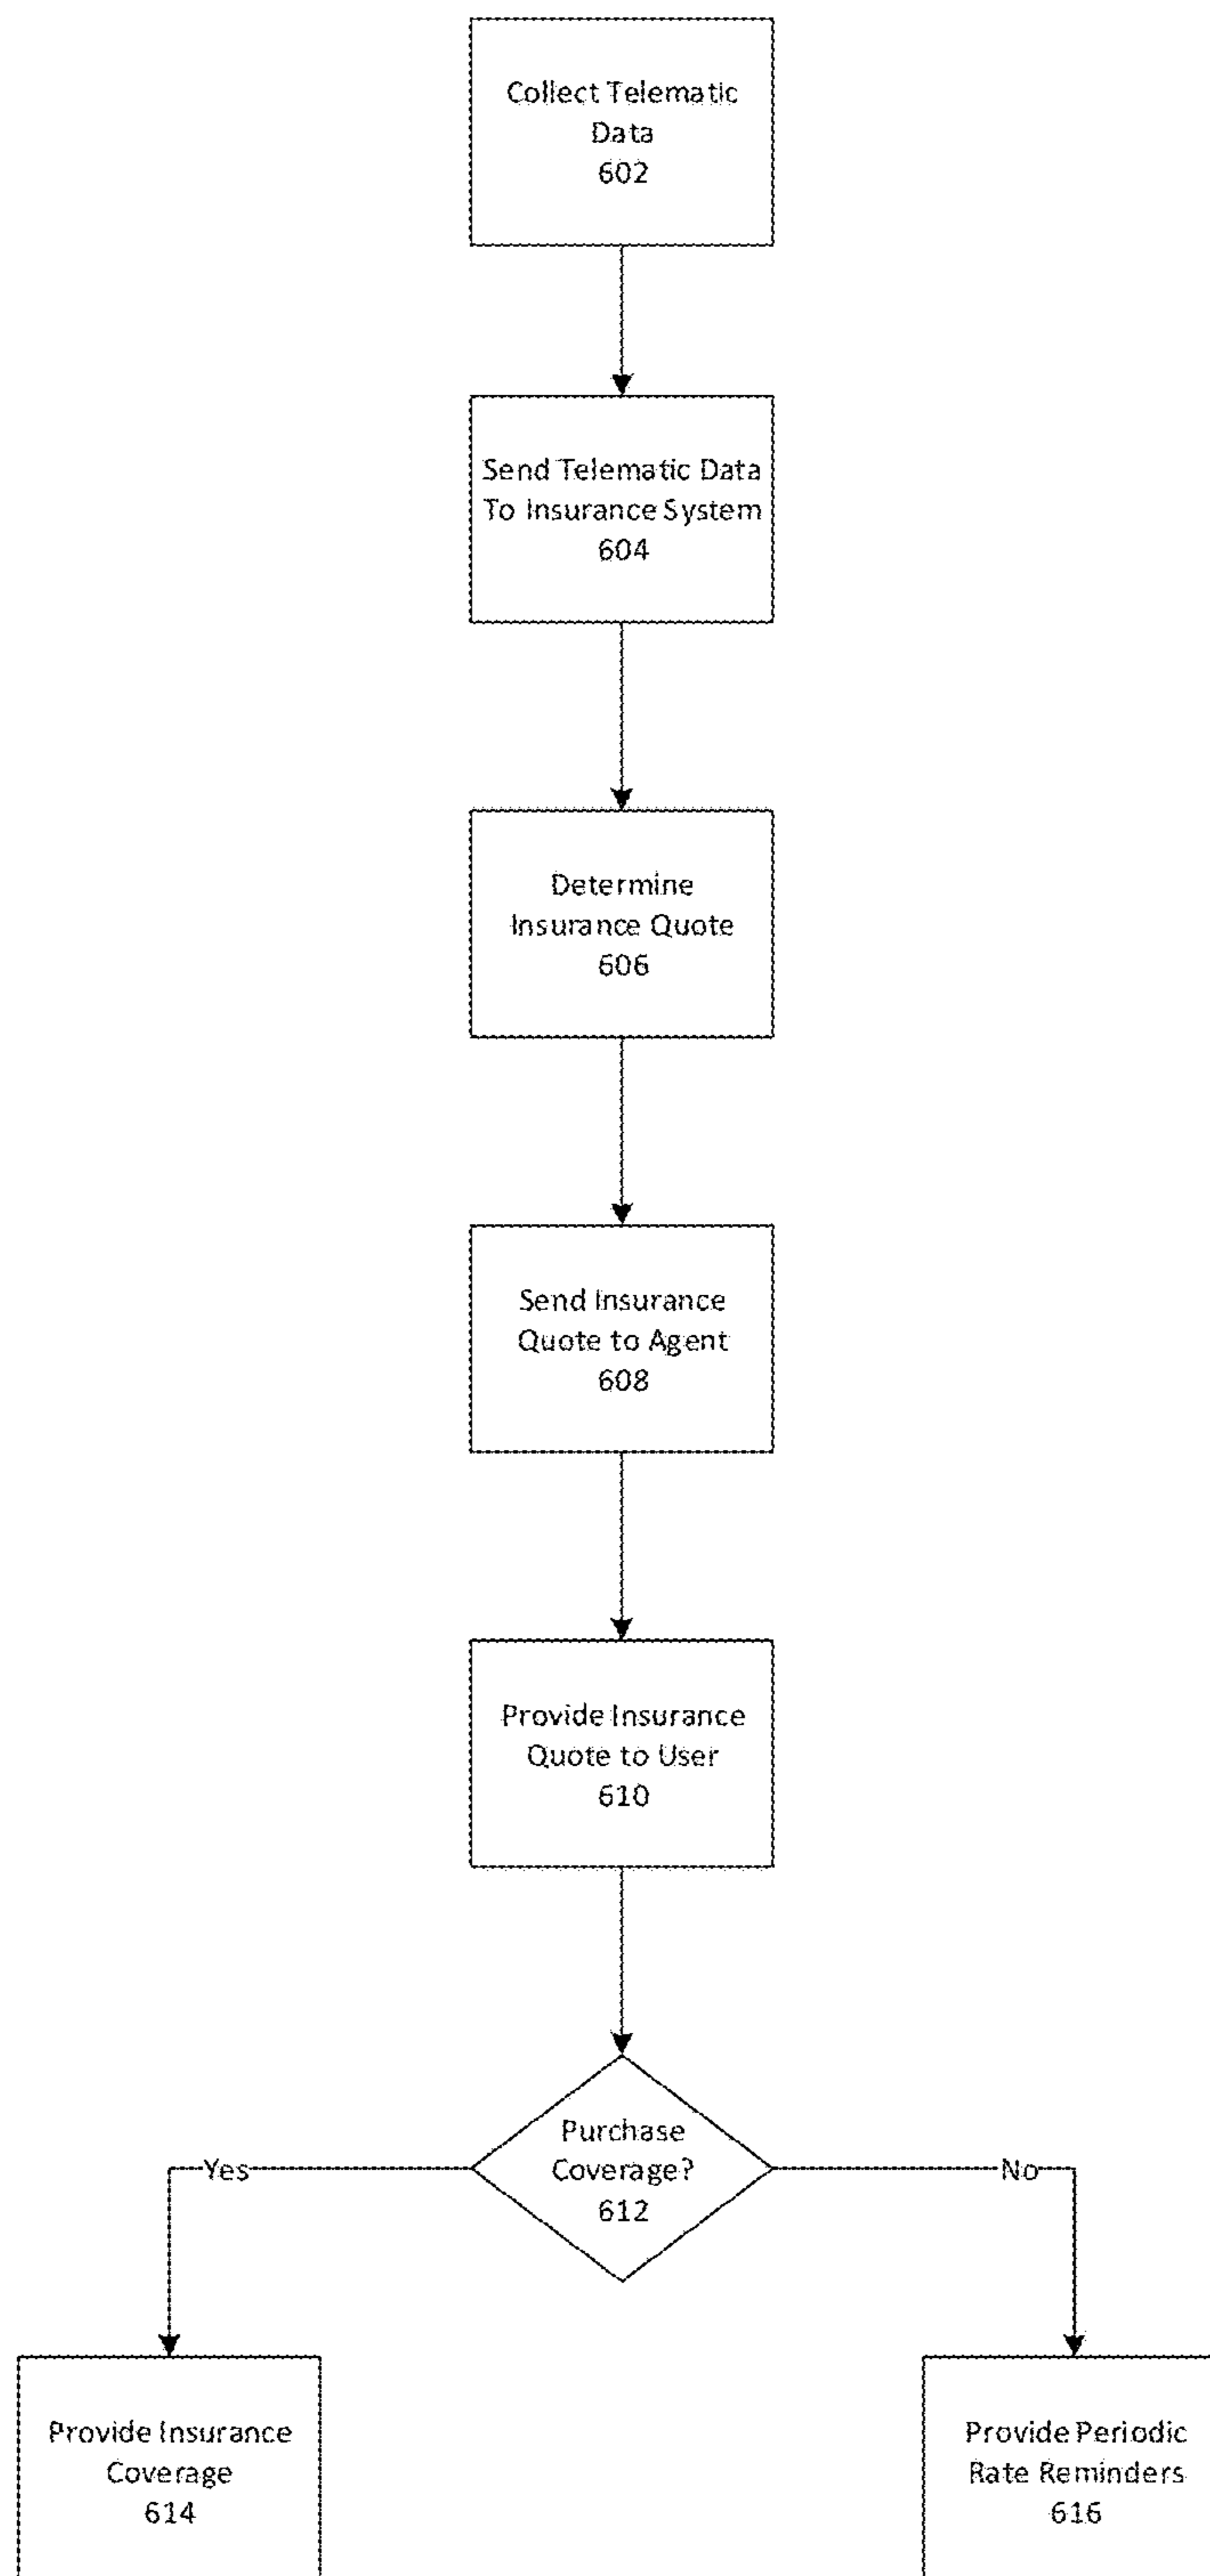 Collect Telematic
Data
602
Send Telematic Data
To Insurance System
604
Determine
Insurance Quote
606
Send Insurance
Quote to Agent
608
Provide Insurance
Quote to User
610
Purchase
Coverage?
612
Yes
No
Provide Insurance
Coverage
614
Provide Periodic
Rate Reminders
616